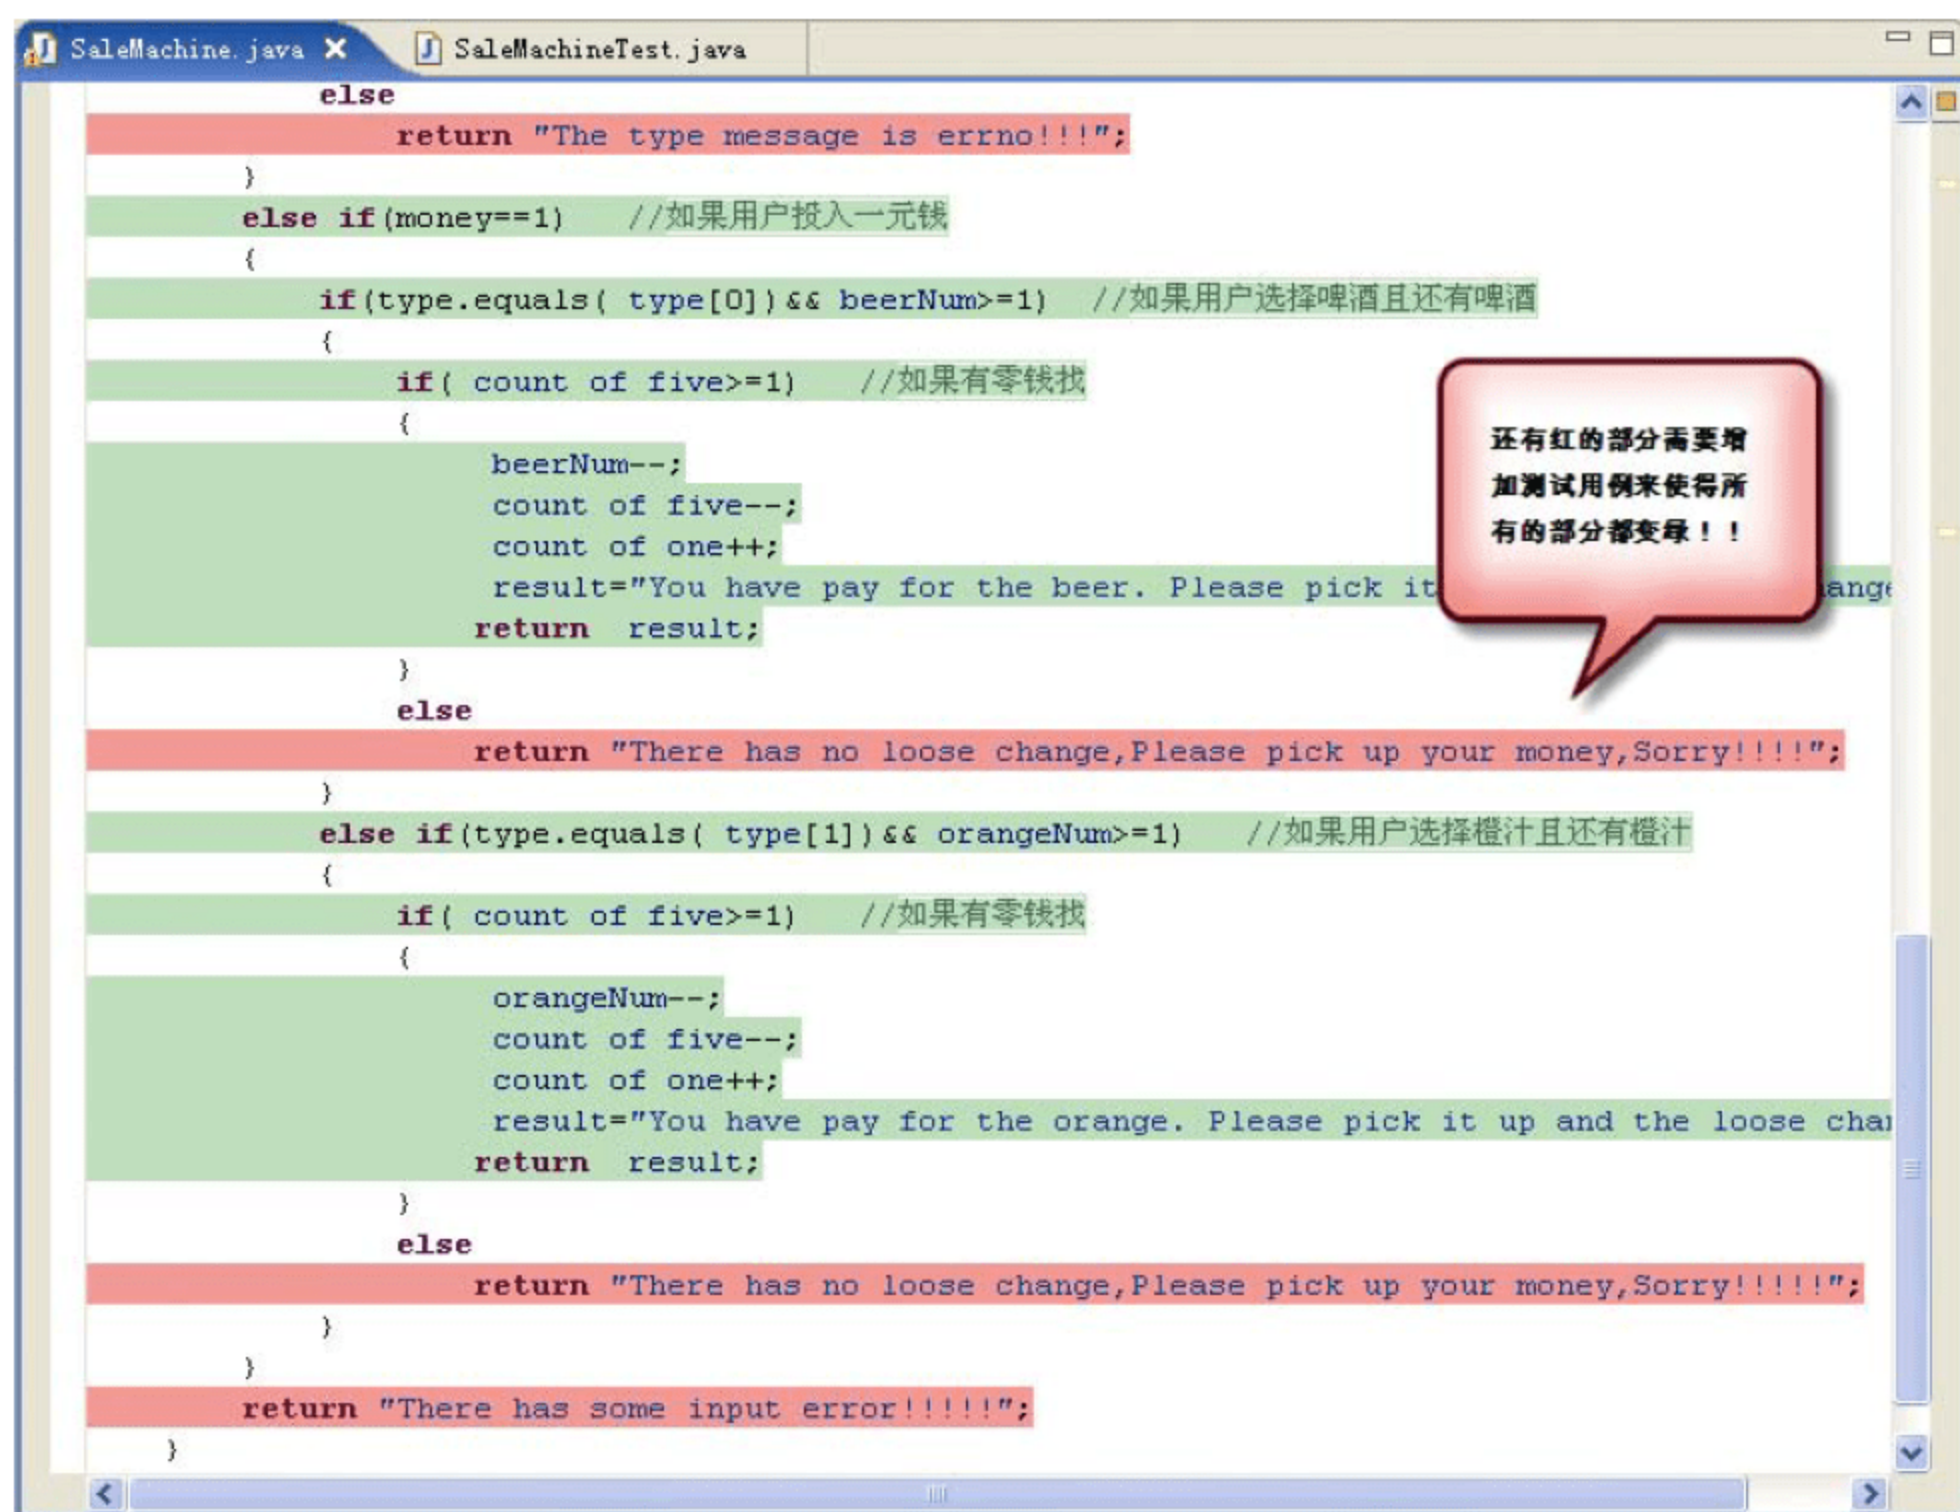 SaleMachine.java
SaleMachineTest.java
else
return "The type message is errno!!!";
}
else if(money==1) //如果用户投入一元钱
{
if(type.equals( type[0])&& beerNum>=1) //如果用户选择啤酒且还有啤酒
{
if( count of five>=1) //如果有零钱找
{
beerNum--;
count of five--;
count of one++;
result="You have pay for the beer. Please pick it
return result;
}
else
return "There has no loose change,Please pick up your money,Sorry!!!!";
}
else if(type.equals( type[1])&& orangeNum>=1) //如果用户选择橙汁且还有橙汁
{
if( count of five>=1) //如果有零钱找
{
orangeNum--;
count of five--;
count of one++;
result="You have pay for the orange. Please pick it up and the loose
return result;
}
else
return "There has no loose change,Please pick up your money,Sorry!!!!!";
}
}
return "There has some input error!!!!!";
}
还有红的部分需要增
加测试用例来使得所
有的部分都变绿！！